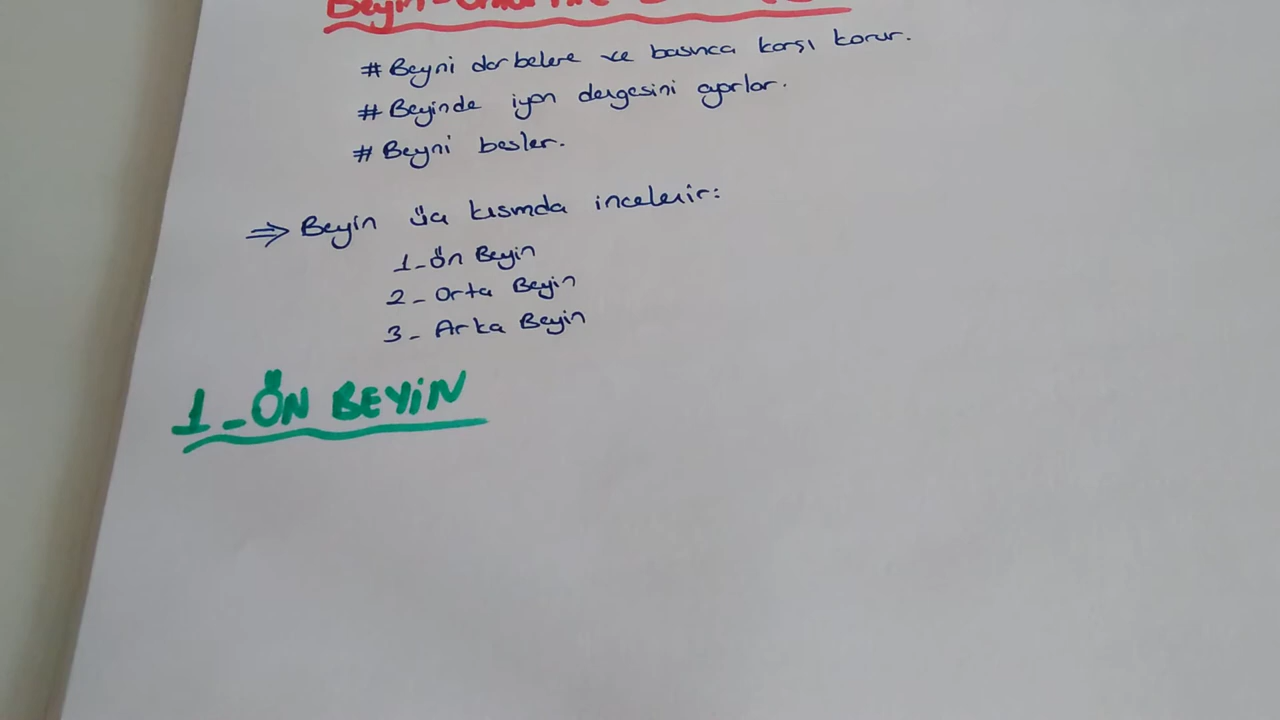 Beyin-
# Beyni darbelere ve basınca karşı korur.
# Beyinde iyon dengesini ayarlar.
# Beyni besler.
⇒ Beyin üç kısımda incelenir:
1- Ön Beyin
2- Orta Beyin
3- Arka Beyin
1- ÖN BEYİN